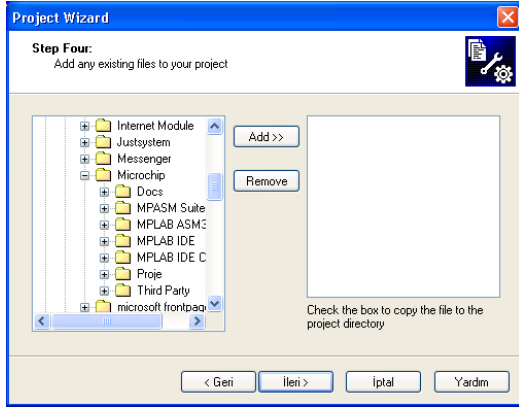 Project Wizard
Step Four:
Add any existing files to your project
Internet Module
Justsystem
Messenger
Microchip
Docs
MPASM Suite
MPLAB ASM3
MPLAB IDE
MPLAB IDE C
Proje
Third Party
microsoft frontpag
Add >>
Remove
Check the box to copy the file to the
project directory
< Geri
İleri >
İptal
Yardım